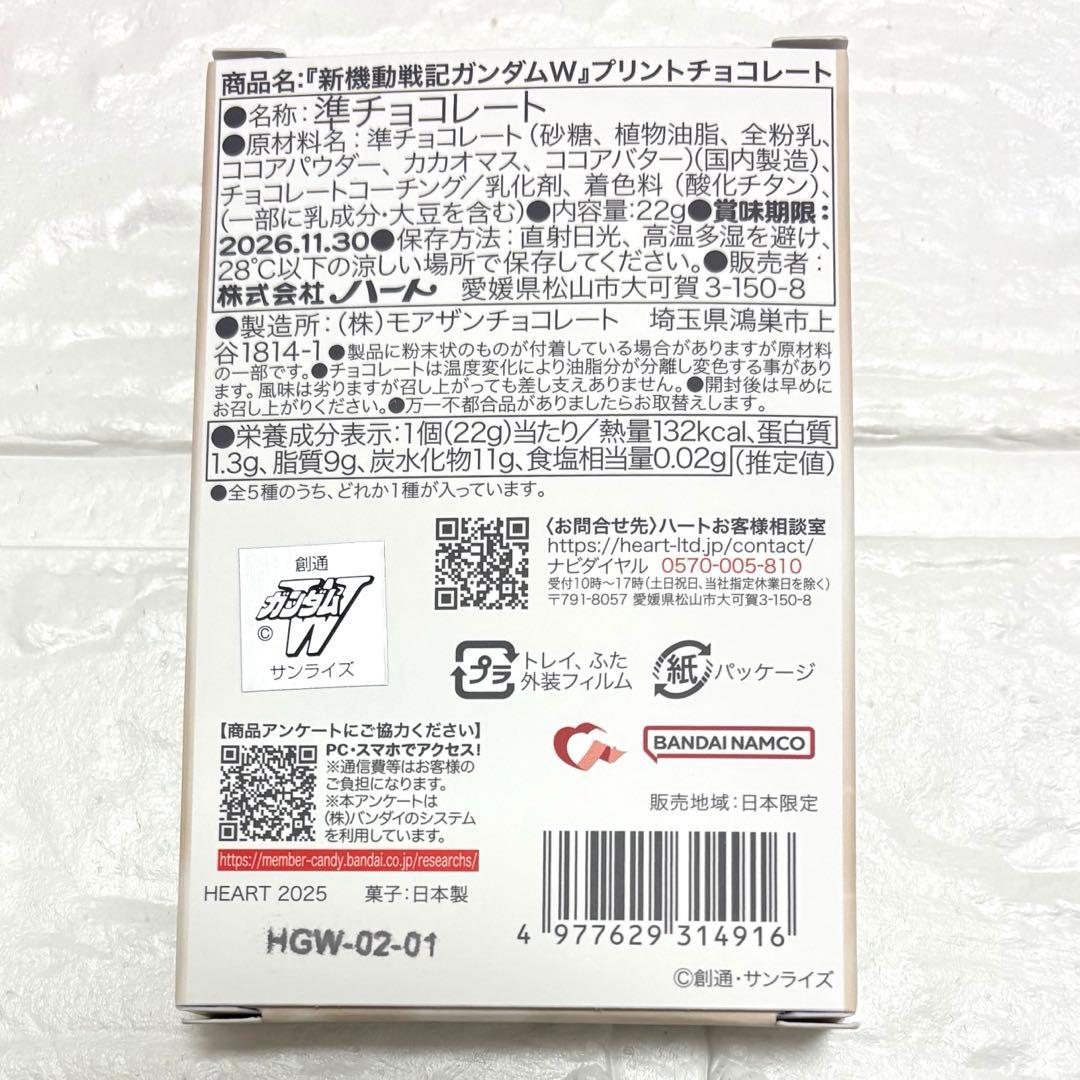 商品名:『新機動戦記ガンダムW』プリントチョコレート
●名称:準チョコレート
●原材料名:準チョコレート(砂糖、植物油脂、全粉乳、
ココアパウダー、カカオマス、ココアバター)(国内製造)、
チョコレートコーチング/乳化剤、着色料(酸化チタン)、
(一部に乳成分・大豆を含む)●内容量:22g●賞味期限:
2026.11.30●保存方法:直射日光、高温多湿を避け、
28℃以下の涼しい場所で保存してください。●販売者:
株式会社ハート 愛媛県松山市大可賀3-150-8
●製造所:(株)モアザンチョコレート 埼玉県鴻巣市上
谷1814-1●製品に粉末状のものが付着している場合がありますが原材料
の一部です。●チョコレートは温度変化により油脂分が分離し変色する事があり
ます。風味は劣りますが召し上がっても差し支えありません。●開封後は早めに
お召し上がりください。●万一不都合品がありましたらお取替えします。
●栄養成分表示:1個(22g)当たり/熱量132kcal、蛋白質
1.3g、脂質9g、炭水化物11g、食塩相当量0.02g(推定値)
●全5種のうち、どれか1種が入っています。
〈お問合せ先〉ハートお客様相談室
https://heart-ltd.jp/contact/
ナビダイヤル 0570-005-810
受付10時～17時(土日祝日、当社指定休業日を除く)
〒791-8057 愛媛県松山市大可賀3-150-8
創通
ガンダムW
©
サンライズ
プラ
トレイ、ふた
外装フィルム
紙
パッケージ
【商品アンケートにご協力ください】
PC・スマホでアクセス!
※通信費等はお客様の
ご負担になります。
※本アンケートは
(株)バンダイのシステム
を利用しています。
https://member-candy.bandai.co.jp/researchs/
BANDAI NAMCO
販売地域:日本限定
HEART 2025 菓子:日本製
HGW-02-01
4 977629 314916
©創通・サンライズ